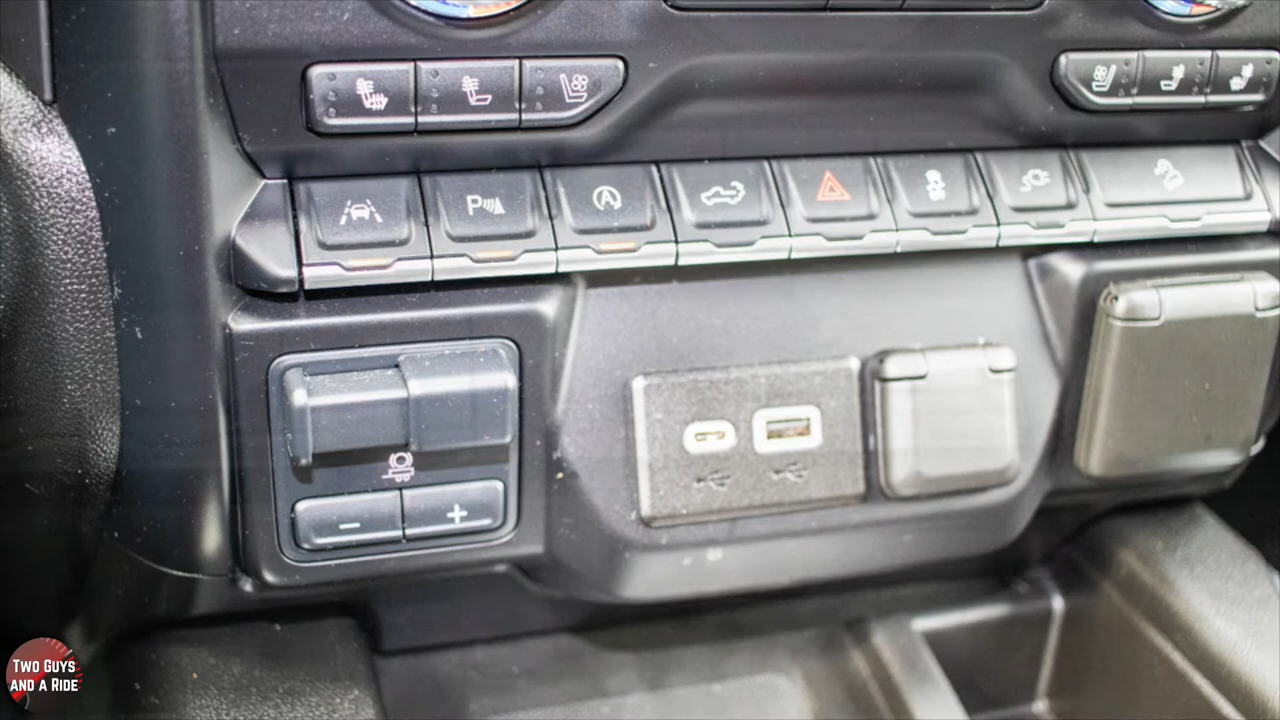 P
A
- +
TWO GUYS
AND A RIDE